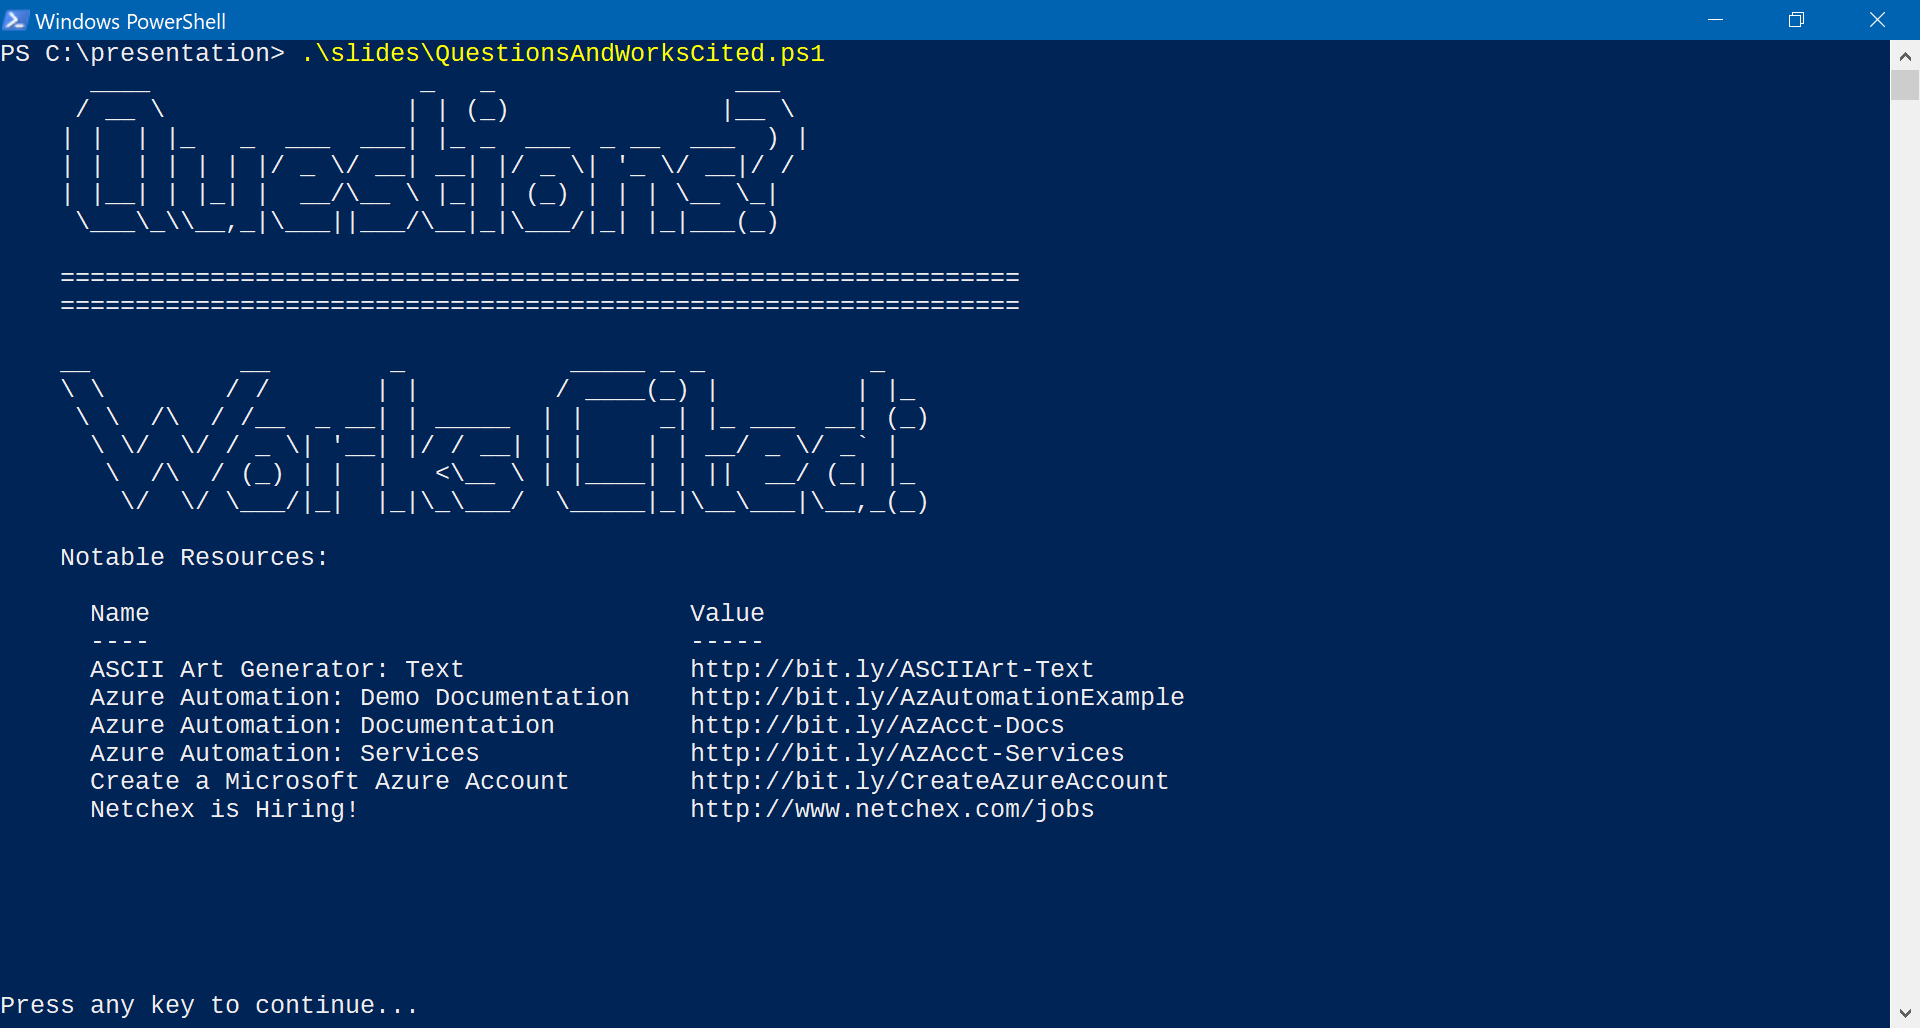 Windows PowerShell
PS C:\presentation> .\slides\QuestionsAndWorksCited.ps1
Questions?
================================================================
================================================================
Works Cited:
Notable Resources:
Name Value
---- -----
ASCII Art Generator: Text http://bit.ly/ASCIIArt-Text
Azure Automation: Demo Documentation http://bit.ly/AzAutomationExample
Azure Automation: Documentation http://bit.ly/AzAcct-Docs
Azure Automation: Services http://bit.ly/AzAcct-Services
Create a Microsoft Azure Account http://bit.ly/CreateAzureAccount
Netchex is Hiring! http://www.netchex.com/jobs
Press any key to continue...